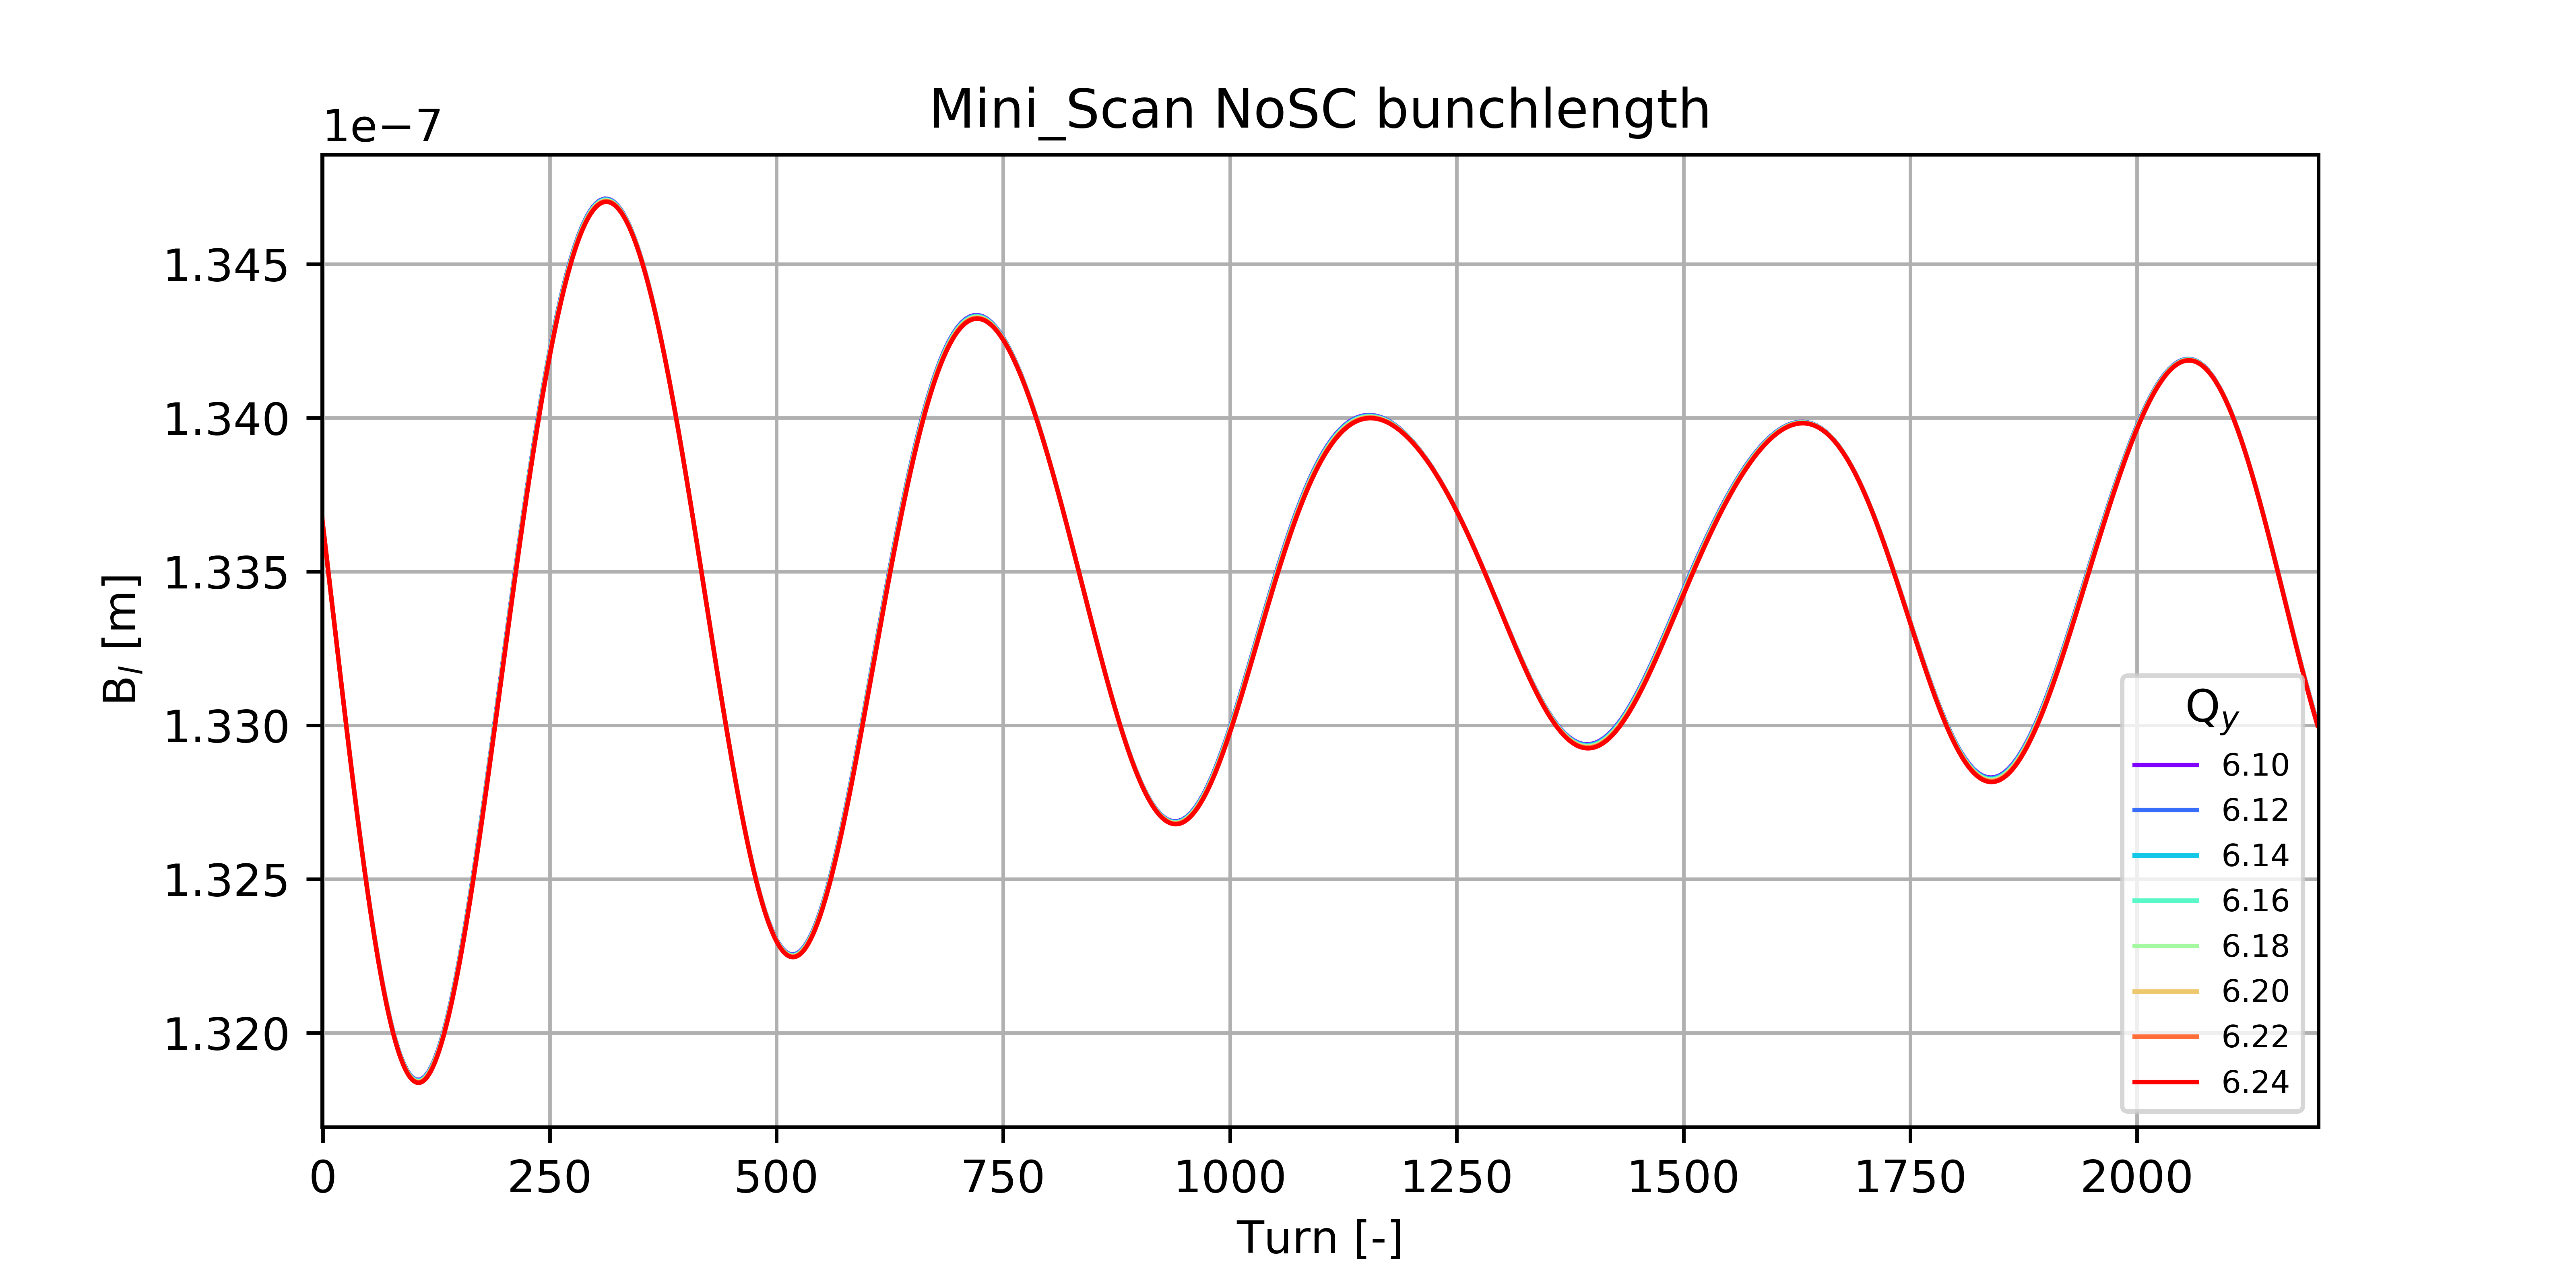 Mini_Scan NoSC bunchlength
1e−7
1.345
1.340
1.335
1.330
1.325
1.320
B_l [m]
Q_y
6.10
6.12
6.14
6.16
6.18
6.20
6.22
6.24
0 250 500 750 1000 1250 1500 1750 2000
Turn [-]